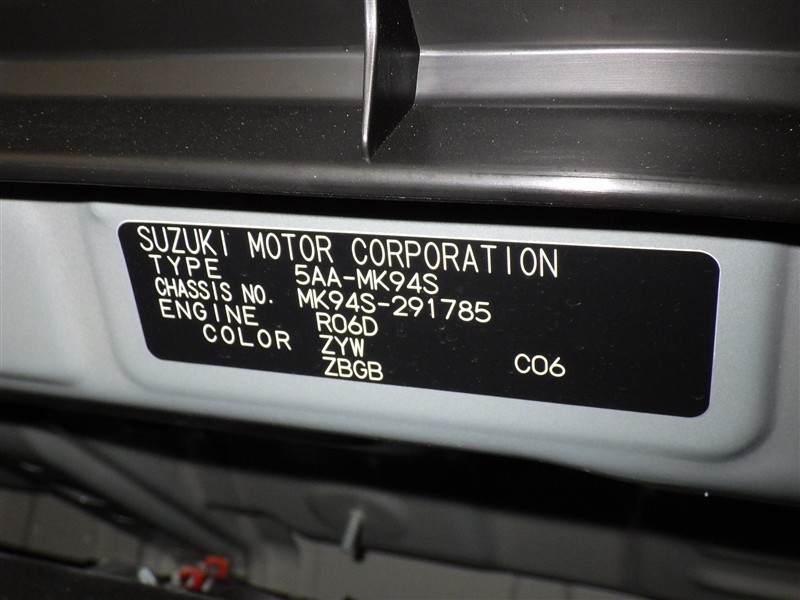 SUZUKI MOTOR CORPORATION
TYPE 5AA-MK94S
CHASSIS NO. MK94S-291785
ENGINE R06D
COLOR ZYW
ZBGB C06